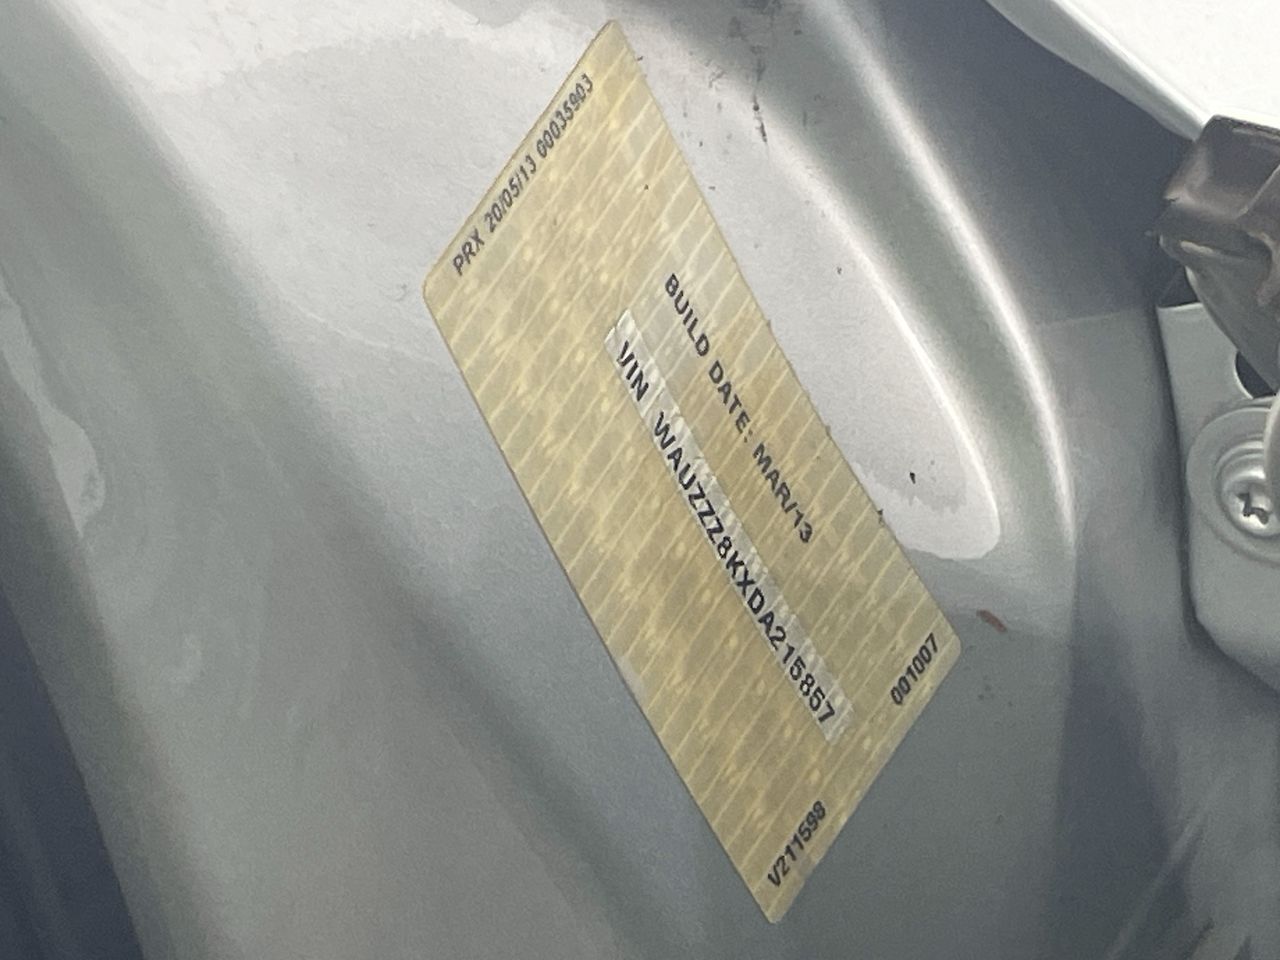 PRX 20/05/13 00035903
BUILD DATE: MAR/13
VIN WAUZZZ8KXDA215857
001007
V211598